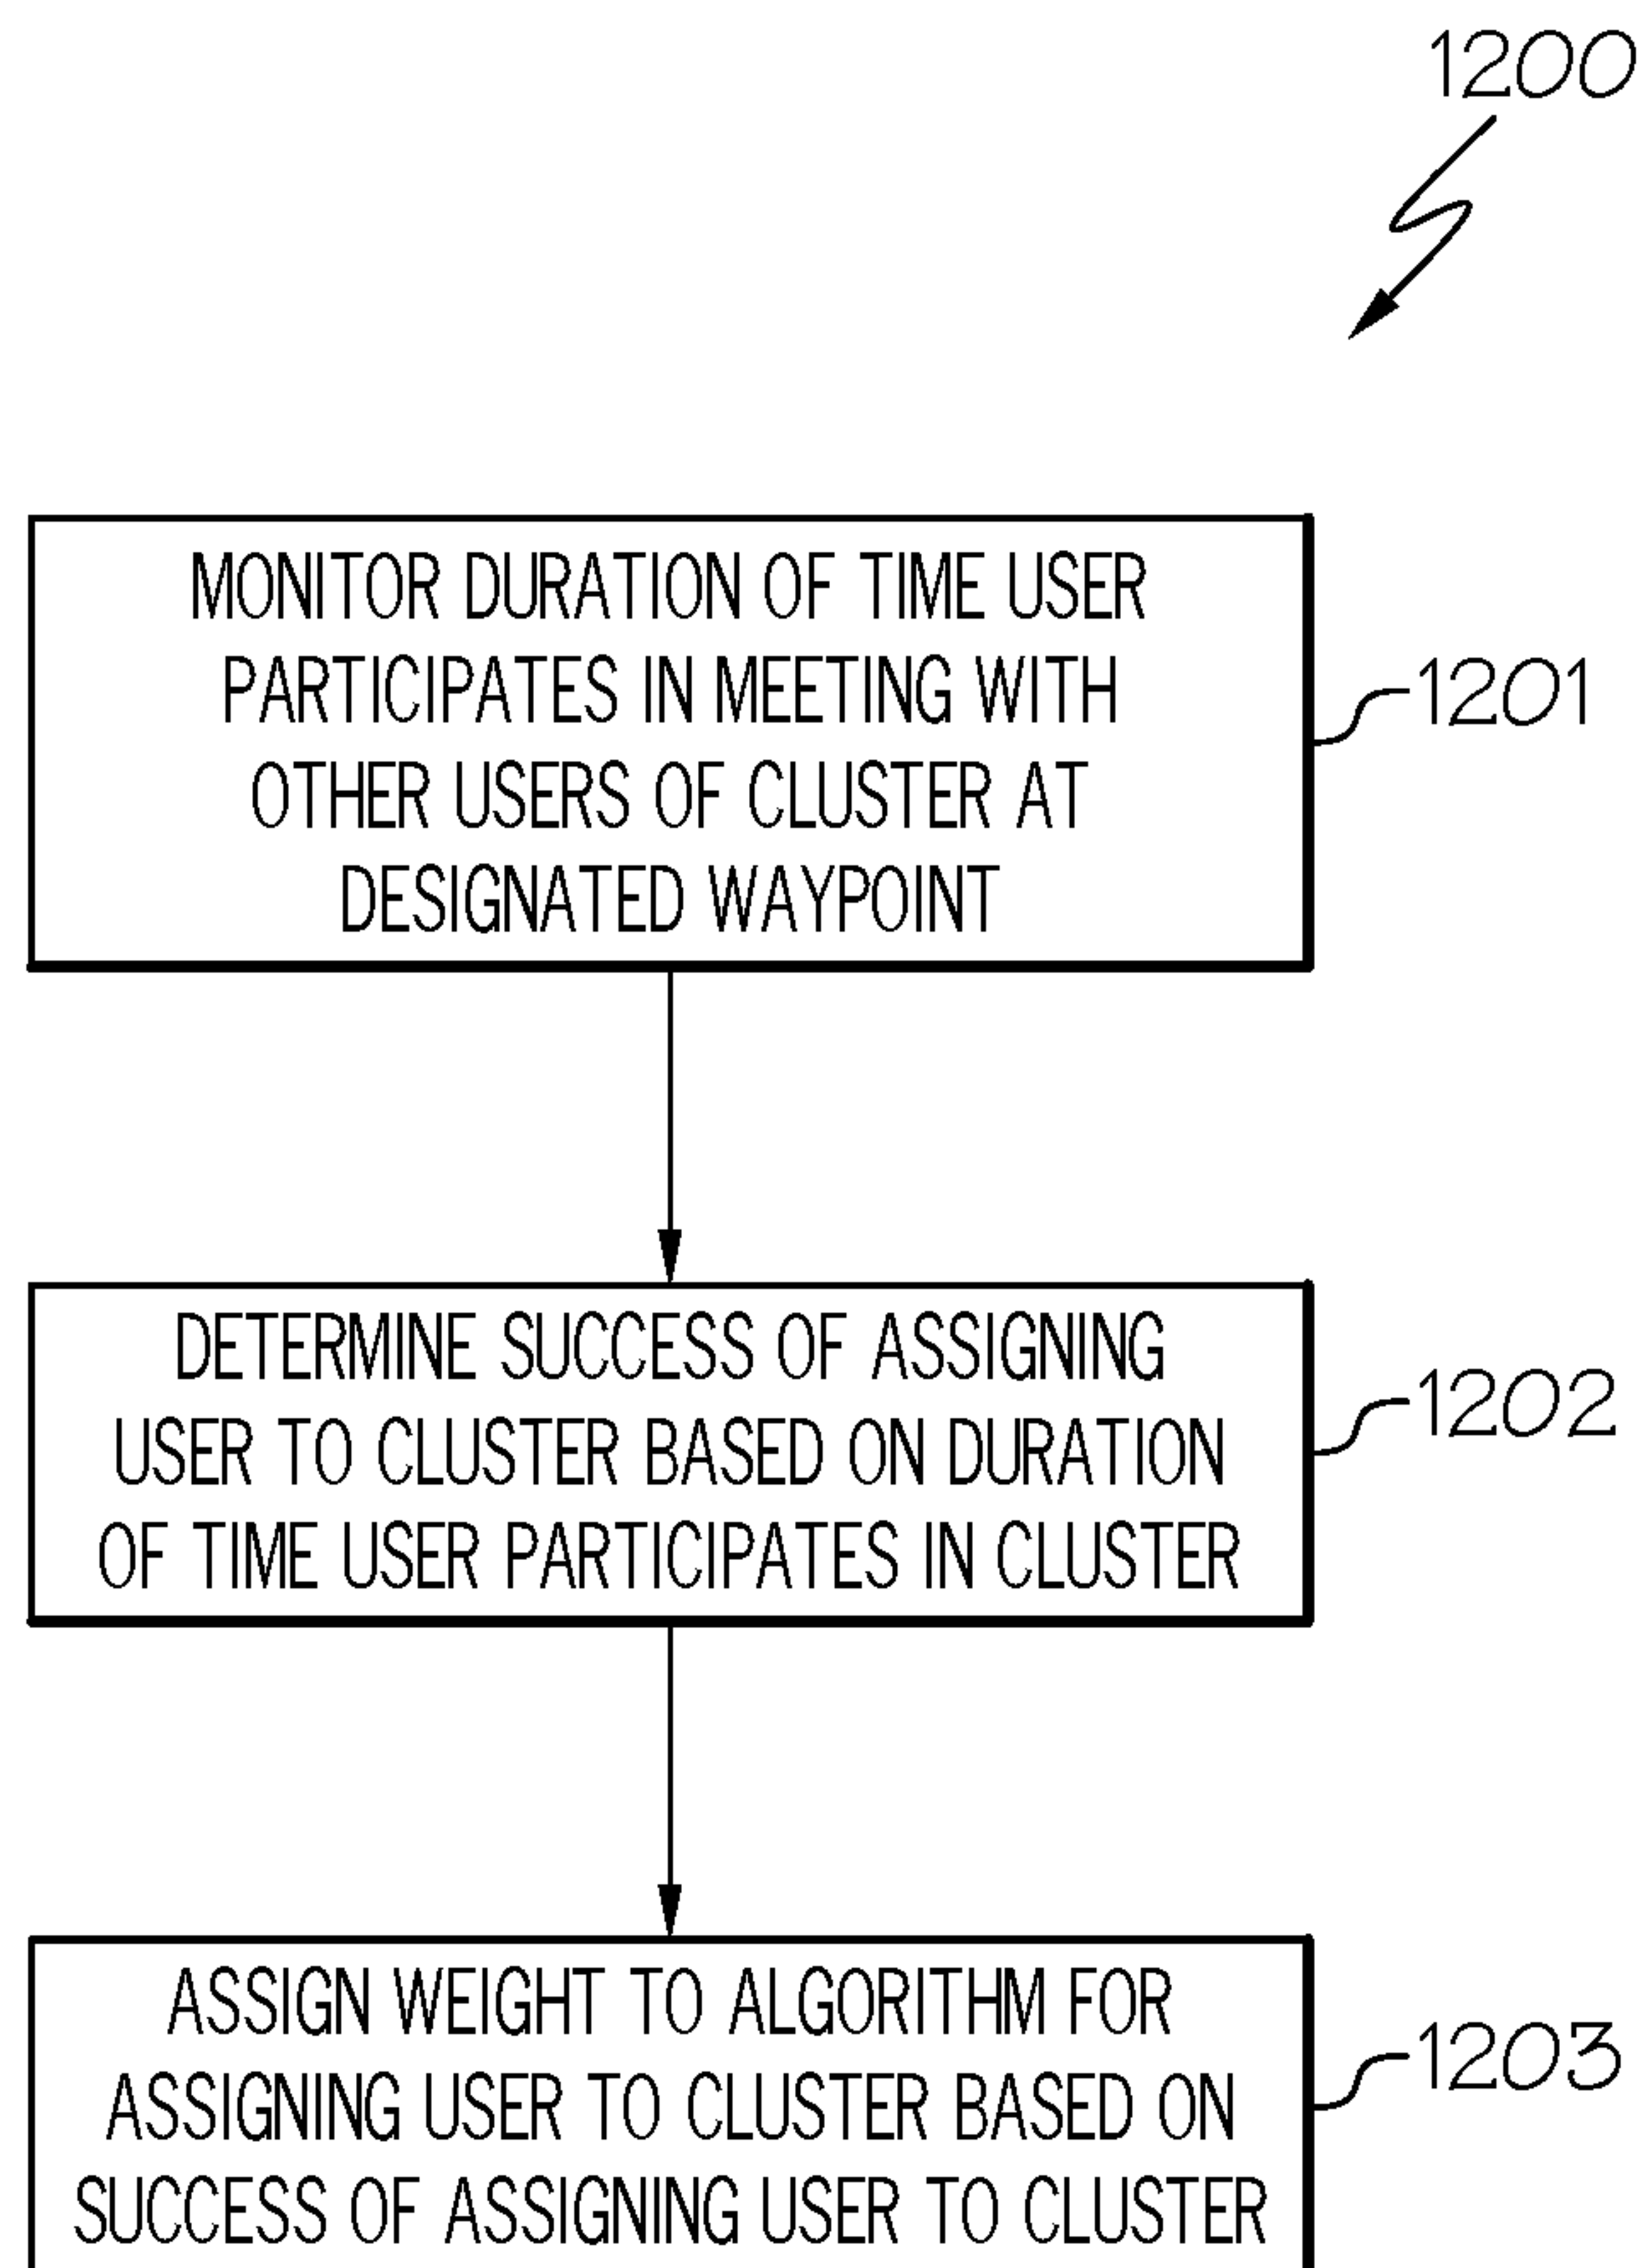 1200
MONITOR DURATION OF TIME USER
PARTICIPATES IN MEETING WITH
OTHER USERS OF CLUSTER AT
DESIGNATED WAYPOINT
1201
DETERMINE SUCCESS OF ASSIGNING
USER TO CLUSTER BASED ON DURATION
OF TIME USER PARTICIPATES IN CLUSTER
1202
ASSIGN WEIGHT TO ALGORITHM FOR
ASSIGNING USER TO CLUSTER BASED ON
SUCCESS OF ASSIGNING USER TO CLUSTER
1203